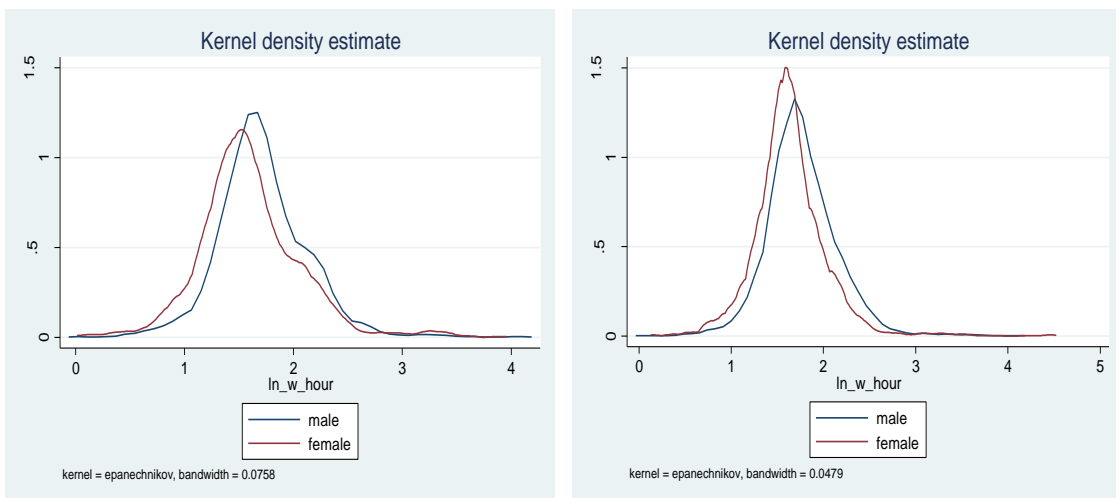 Kernel density estimate
1.5
1
.5
0
0 1 2 3 4
ln_w_hour
male
female
kernel = epanechnikov, bandwidth = 0.0758
Kernel density estimate
1.5
1
.5
0
0 1 2 3 4 5
ln_w_hour
male
female
kernel = epanechnikov, bandwidth = 0.0479